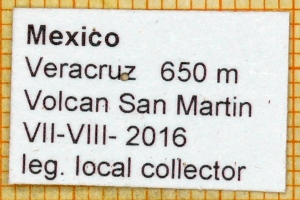 Mexico
Veracruz 650 m
Volcan San Martin
VII-VIII- 2016
leg. local collector